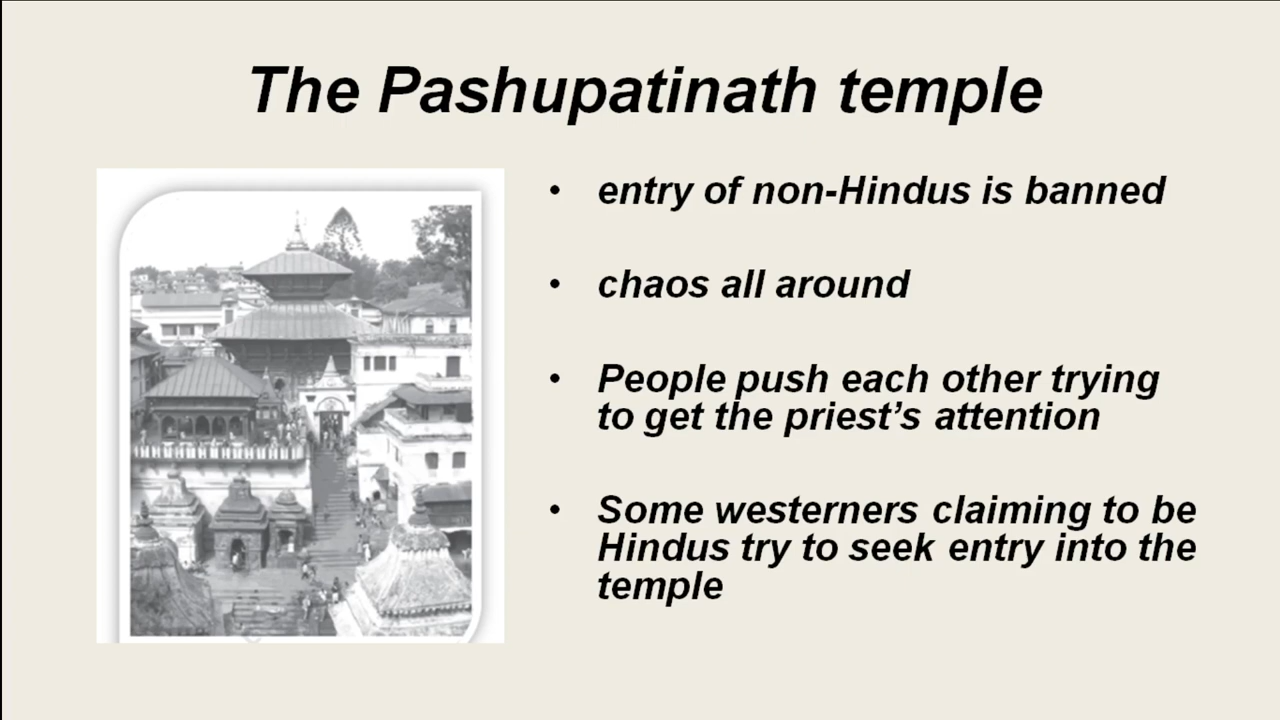 The Pashupatinath temple
• entry of non-Hindus is banned
• chaos all around
• People push each other trying
to get the priest’s attention
• Some westerners claiming to be
Hindus try to seek entry into the
temple